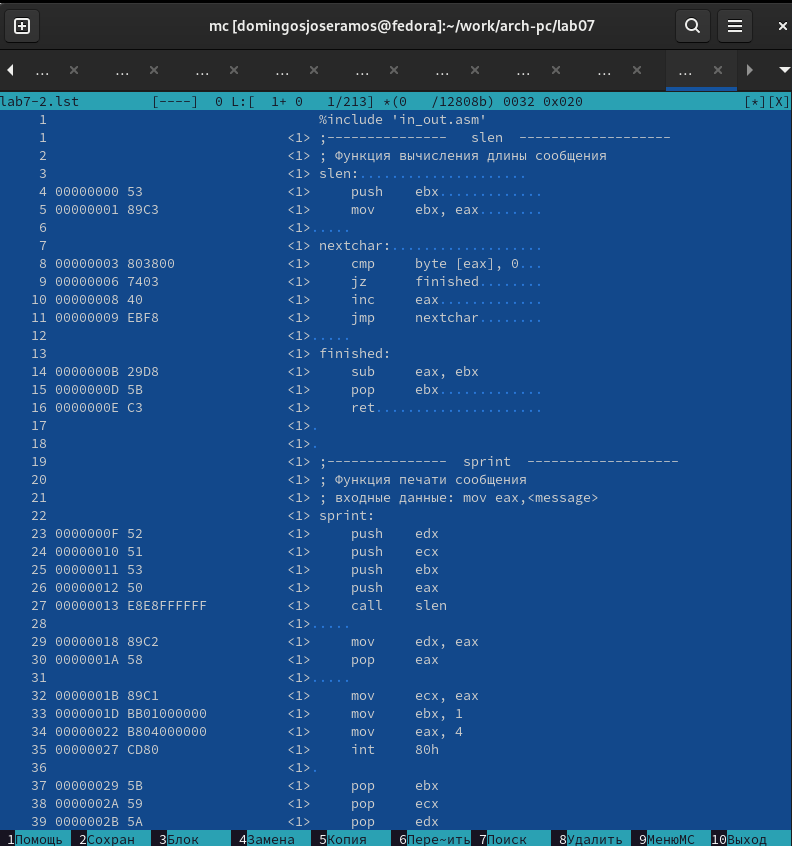 mc [domingosjoseramos@fedora]:~/work/arch-pc/lab07
... ... ... ... ... ... ... ... ...
lab7-2.lst [----] 0 L:[ 1+ 0 1/213] *(0 /12808b) 0032 0x020 [*][X]
1 %include 'in_out.asm'
1 <1> ;--------------- slen -------------------
2 <1> ; Функция вычисления длины сообщения
3 <1> slen:.....................
4 00000000 53 <1> push ebx.............
5 00000001 89C3 <1> mov ebx, eax........
6 <1>.....
7 <1> nextchar:...................
8 00000003 803800 <1> cmp byte [eax], 0...
9 00000006 7403 <1> jz finished........
10 00000008 40 <1> inc eax.............
11 00000009 EBF8 <1> jmp nextchar........
12 <1>.....
13 <1> finished:
14 0000000B 29D8 <1> sub eax, ebx
15 0000000D 5B <1> pop ebx.............
16 0000000E C3 <1> ret.....................
17 <1>.
18 <1>.
19 <1> ;--------------- sprint -------------------
20 <1> ; Функция печати сообщения
21 <1> ; входные данные: mov eax,<message>
22 <1> sprint:
23 0000000F 52 <1> push edx
24 00000010 51 <1> push ecx
25 00000011 53 <1> push ebx
26 00000012 50 <1> push eax
27 00000013 E8E8FFFFFF <1> call slen
28 <1>.....
29 00000018 89C2 <1> mov edx, eax
30 0000001A 58 <1> pop eax
31 <1>.....
32 0000001B 89C1 <1> mov ecx, eax
33 0000001D BB01000000 <1> mov ebx, 1
34 00000022 B804000000 <1> mov eax, 4
35 00000027 CD80 <1> int 80h
36 <1>.
37 00000029 5B <1> pop ebx
38 0000002A 59 <1> pop ecx
39 0000002B 5A <1> pop edx
1Помощь 2Сохран 3Блок 4Замена 5Копия 6Пере~ить 7Поиск 8Удалить 9МенюMC 10Выход